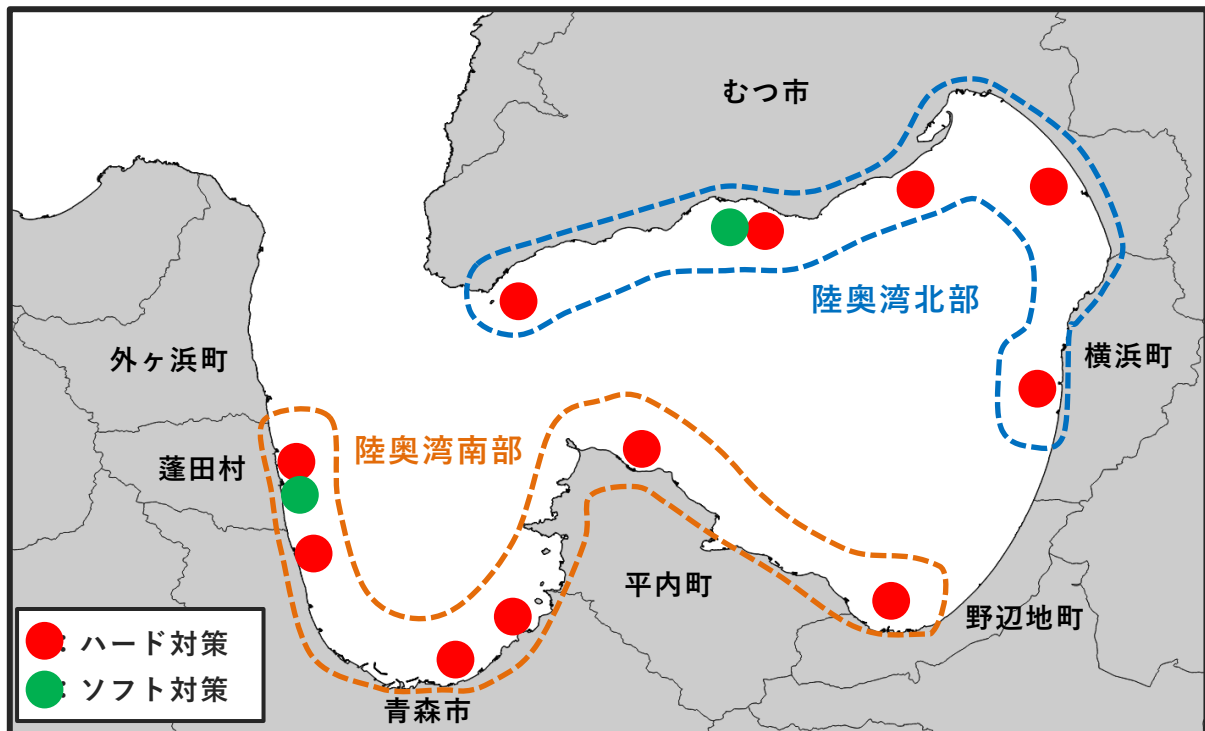 むつ市
陸奥湾北部
外ヶ浜町
横浜町
陸奥湾南部
蓬田村
平内町
野辺地町
青森市
：ハード対策
：ソフト対策